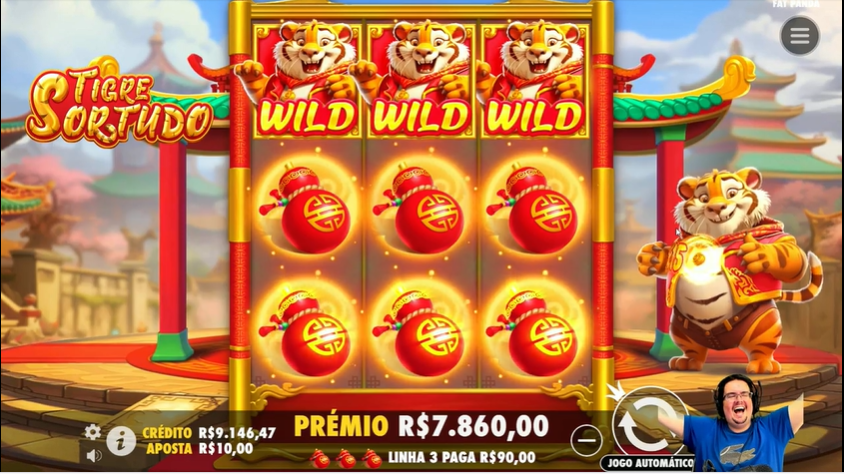 FAT PANDA
TIGRE
SORTUDO
WILD WILD WILD
CRÉDITO R$9.146,47
APOSTA R$10,00
PRÉMIO R$7.860,00
LINHA 3 PAGA R$90,00
JOGO AUTOMÁTICO